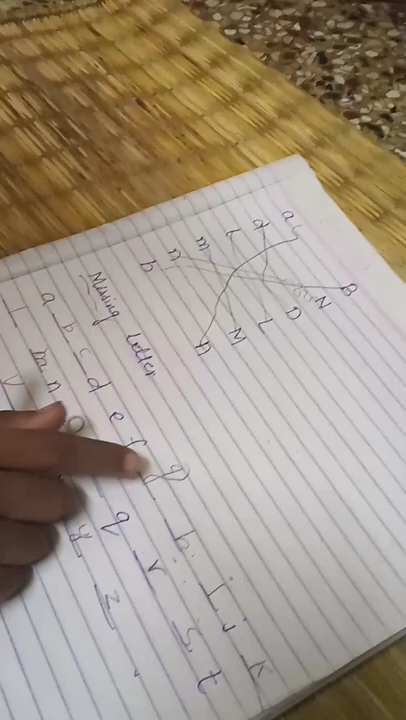 a B
d N
l D
m L
n M
b A
Missing Letter
a b c d e f g h i j k
l m n o q r s t
v y z